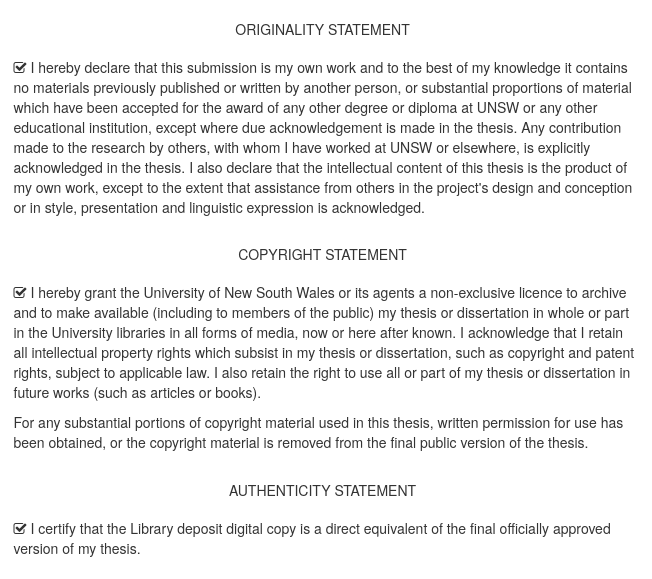 ORIGINALITY STATEMENT
☑ I hereby declare that this submission is my own work and to the best of my knowledge it contains
no materials previously published or written by another person, or substantial proportions of material
which have been accepted for the award of any other degree or diploma at UNSW or any other
educational institution, except where due acknowledgement is made in the thesis. Any contribution
made to the research by others, with whom I have worked at UNSW or elsewhere, is explicitly
acknowledged in the thesis. I also declare that the intellectual content of this thesis is the product of
my own work, except to the extent that assistance from others in the project's design and conception
or in style, presentation and linguistic expression is acknowledged.
COPYRIGHT STATEMENT
☑ I hereby grant the University of New South Wales or its agents a non-exclusive licence to archive
and to make available (including to members of the public) my thesis or dissertation in whole or part
in the University libraries in all forms of media, now or here after known. I acknowledge that I retain
all intellectual property rights which subsist in my thesis or dissertation, such as copyright and patent
rights, subject to applicable law. I also retain the right to use all or part of my thesis or dissertation in
future works (such as articles or books).
For any substantial portions of copyright material used in this thesis, written permission for use has
been obtained, or the copyright material is removed from the final public version of the thesis.
AUTHENTICITY STATEMENT
☑ I certify that the Library deposit digital copy is a direct equivalent of the final officially approved
version of my thesis.